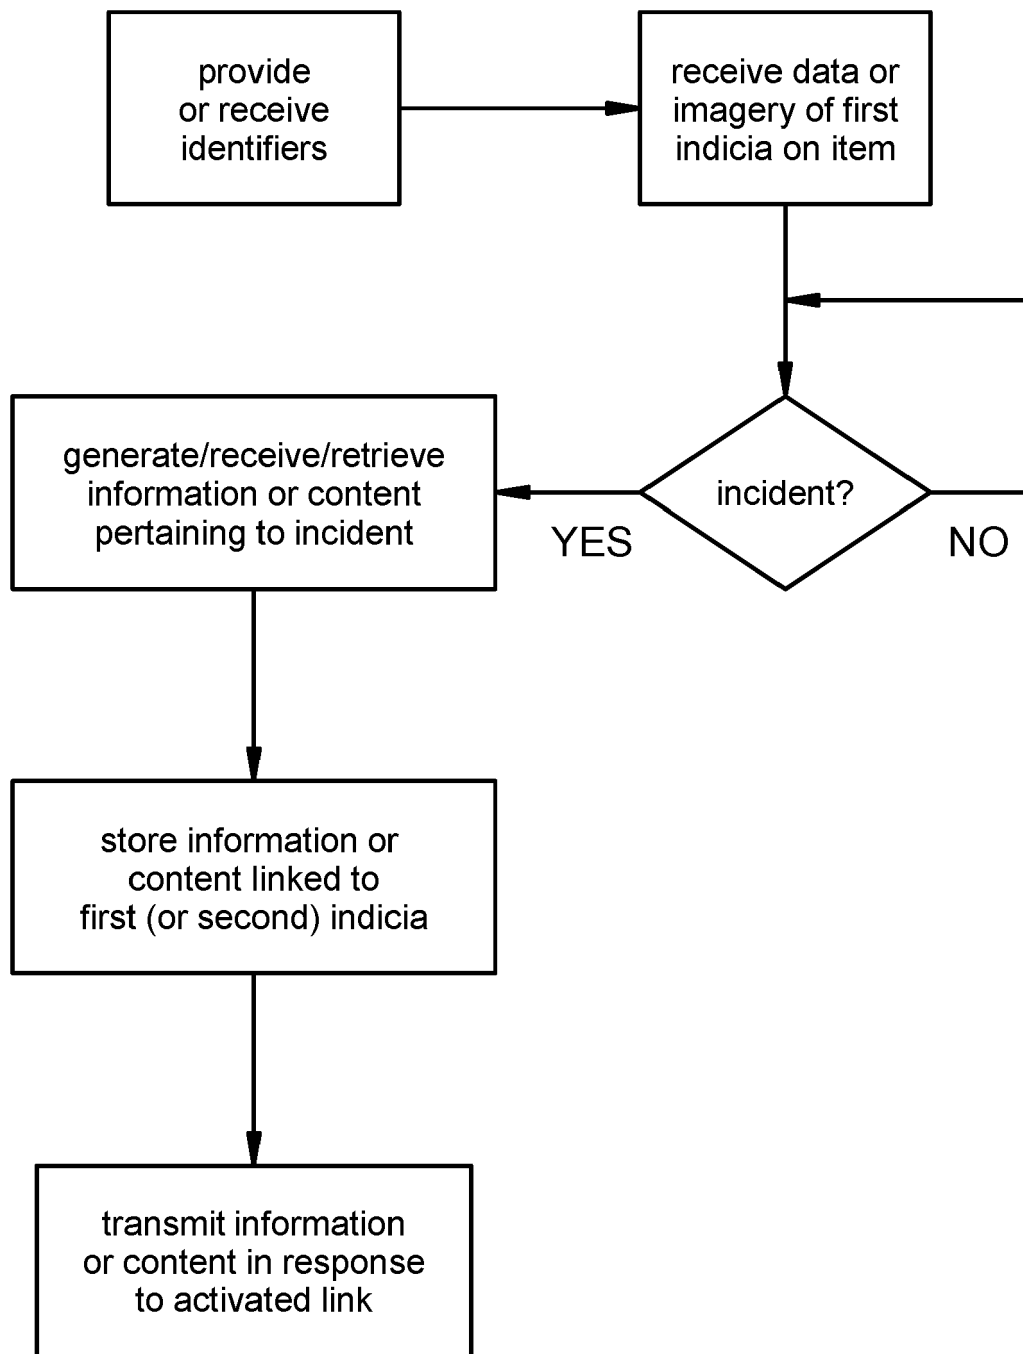 provide
or receive
identifiers
receive data or
imagery of first
indicia on item
incident?
YES
NO
generate/receive/retrieve
information or content
pertaining to incident
store information or
content linked to
first (or second) indicia
transmit information
or content in response
to activated link